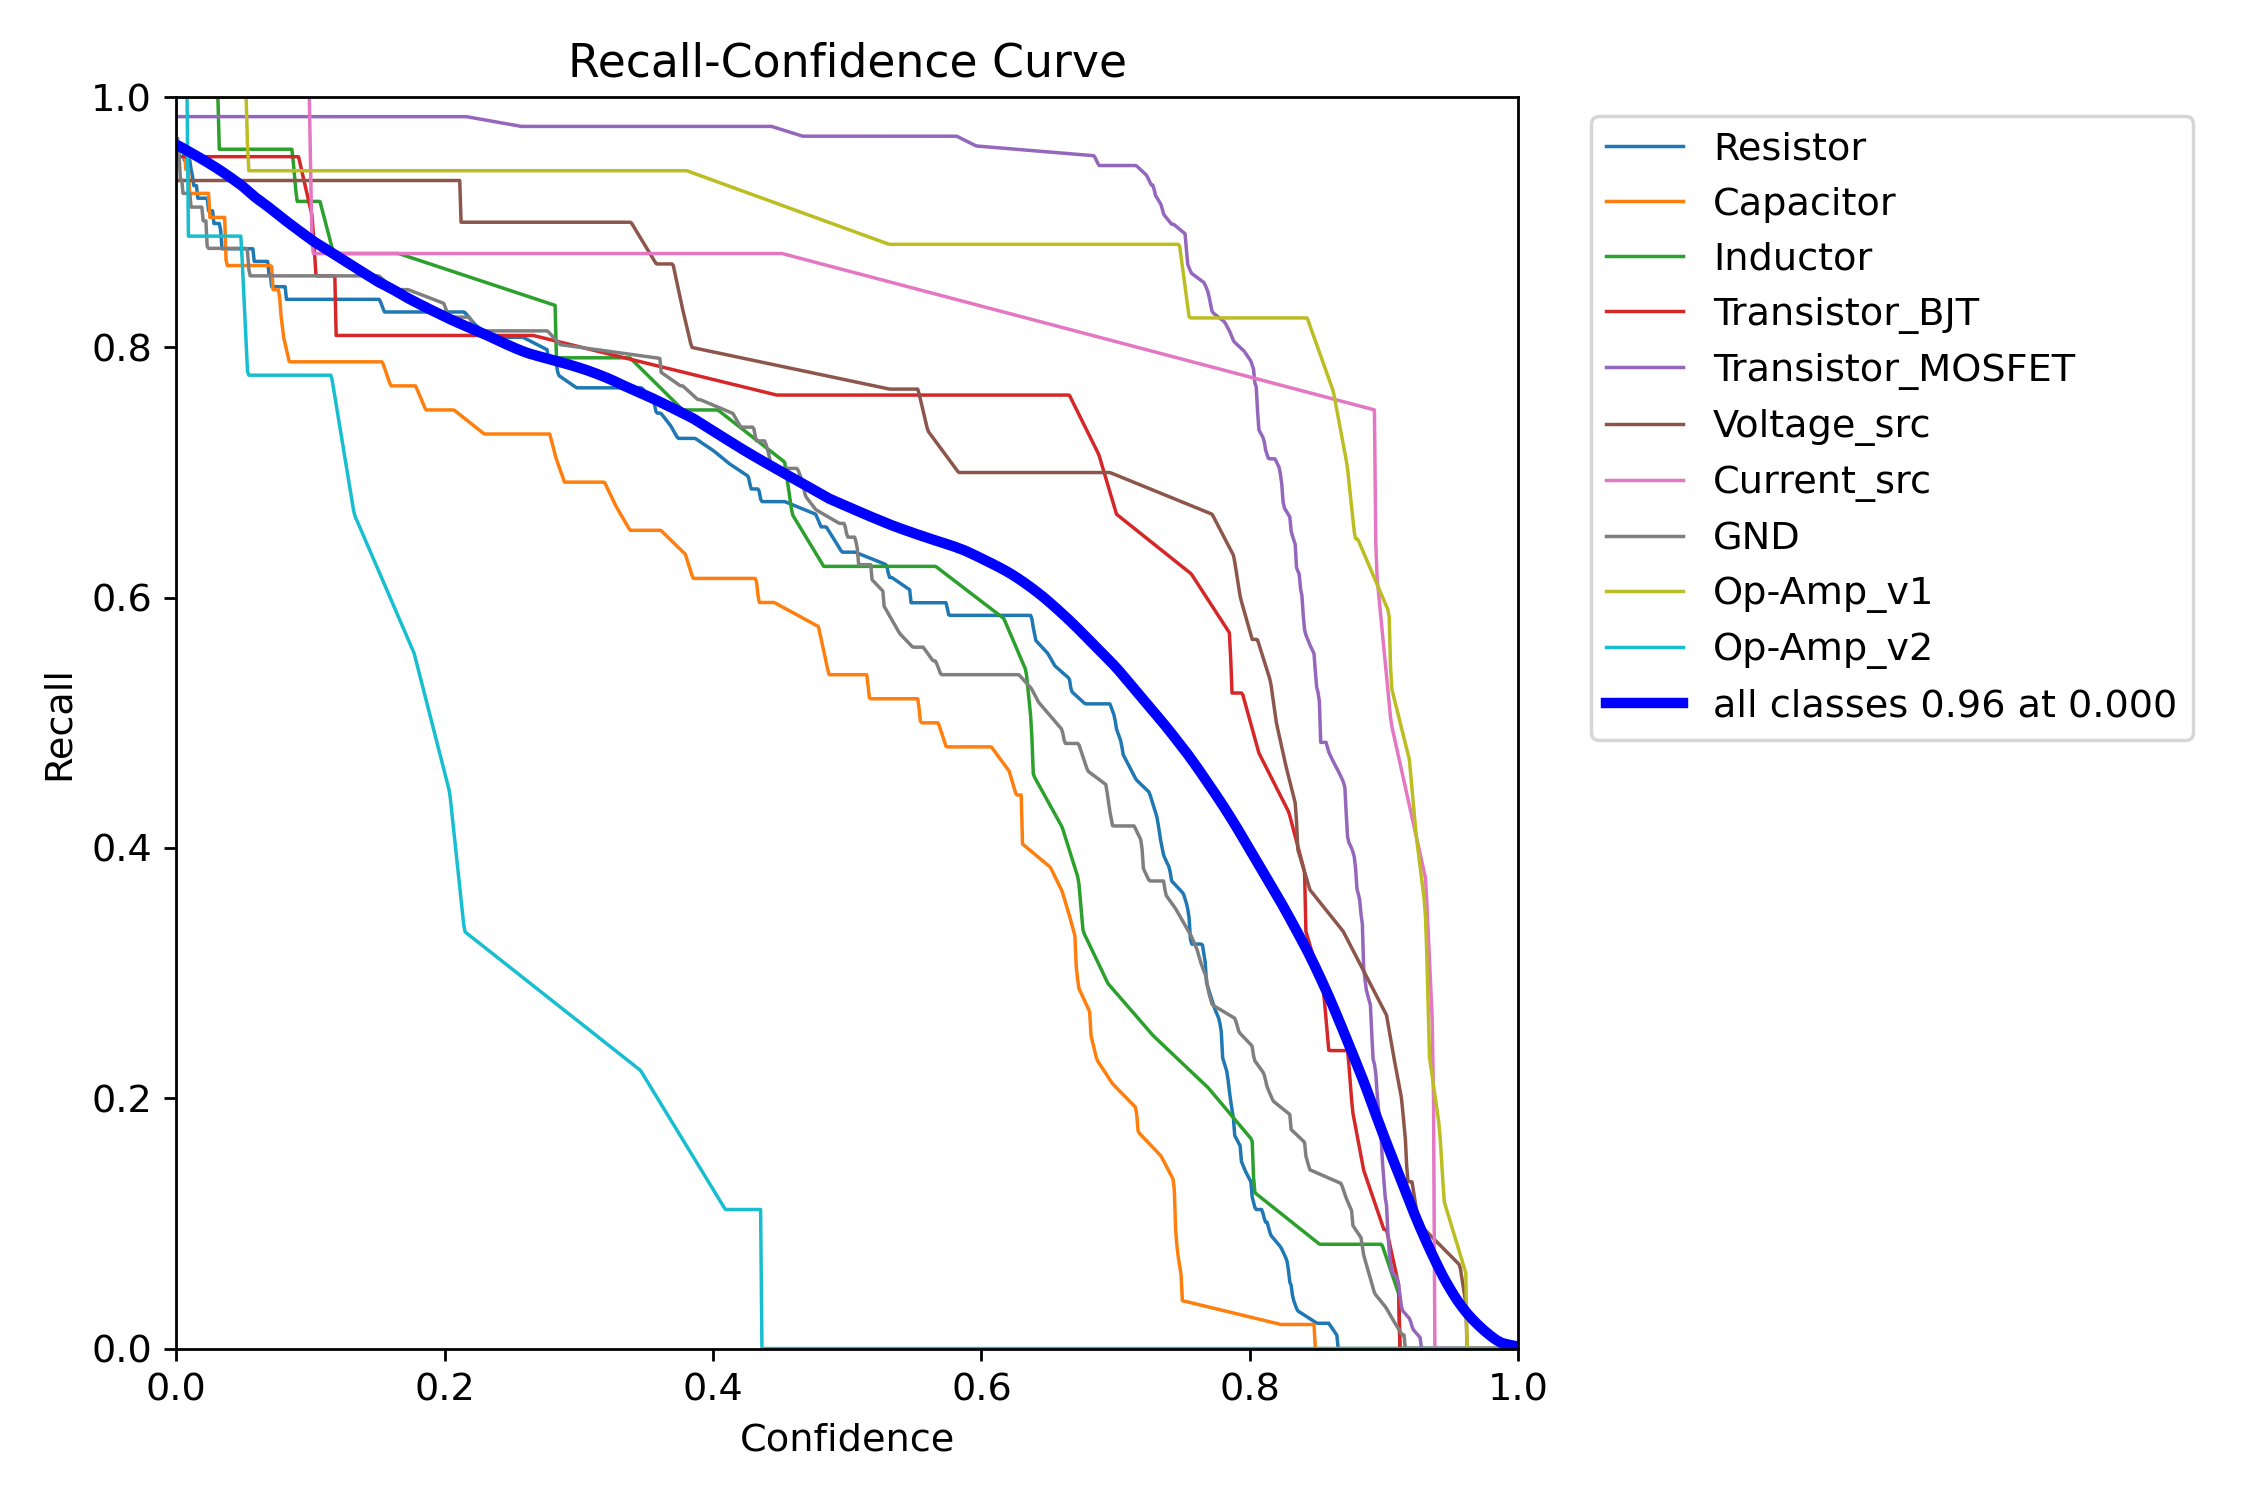 Recall-Confidence Curve
1.0
0.8
0.6
0.4
0.2
0.0
Recall
0.0 0.2 0.4 0.6 0.8 1.0
Confidence
Resistor
Capacitor
Inductor
Transistor_BJT
Transistor_MOSFET
Voltage_src
Current_src
GND
Op-Amp_v1
Op-Amp_v2
all classes 0.96 at 0.000